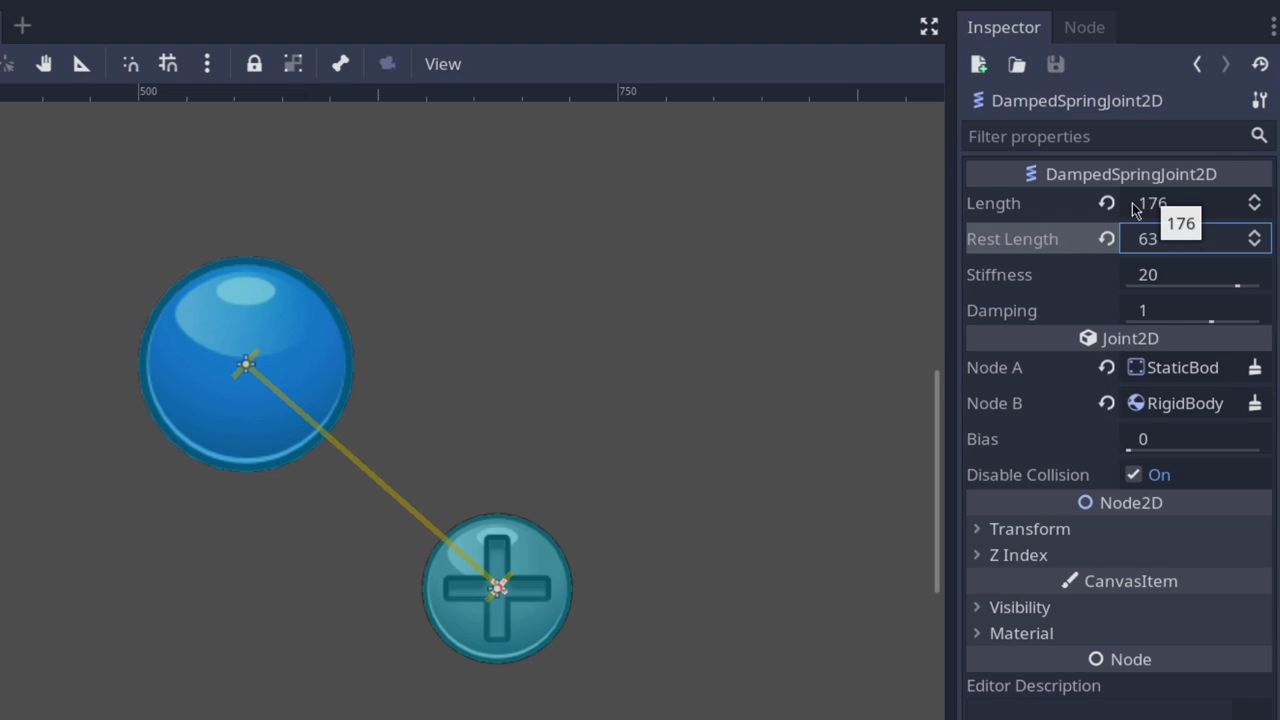 Inspector Node
View
500 750
DampedSpringJoint2D
Filter properties
DampedSpringJoint2D
Length 176
176
Rest Length 63
Stiffness 20
Damping 1
Joint2D
Node A StaticBod
Node B RigidBody
Bias 0
Disable Collision On
Node2D
Transform
Z Index
CanvasItem
Visibility
Material
Node
Editor Description